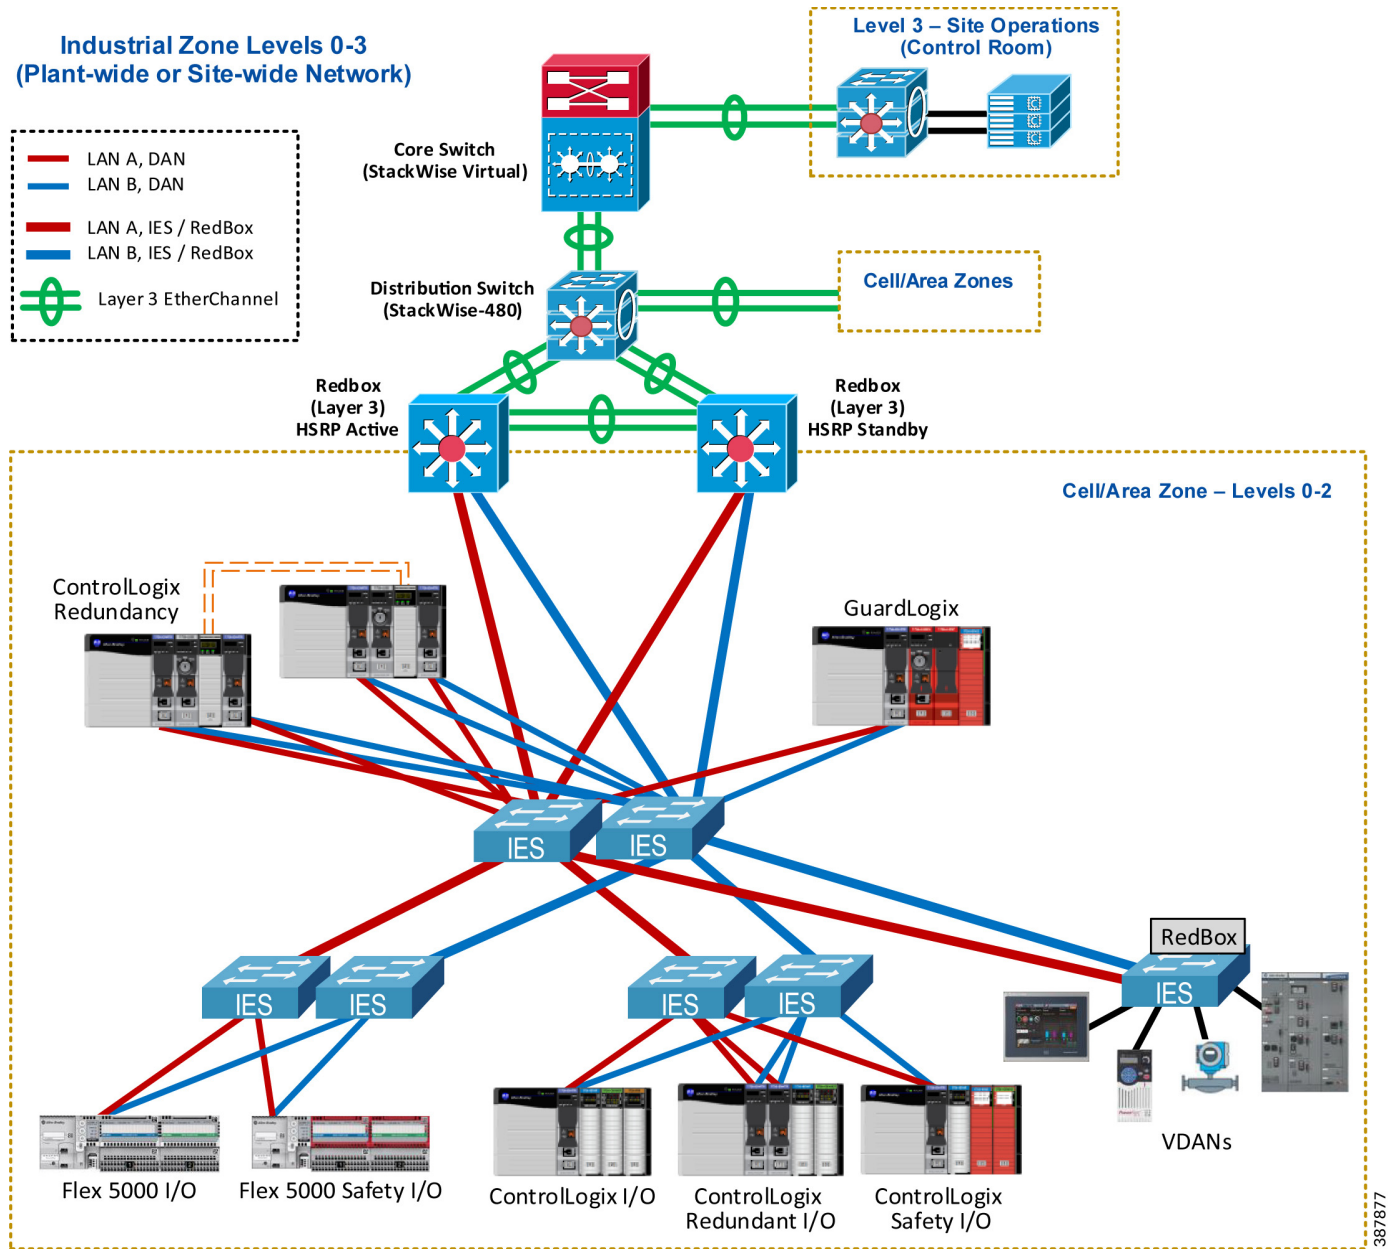 Industrial Zone Levels 0-3
(Plant-wide or Site-wide Network)
Level 3 – Site Operations
(Control Room)
LAN A, DAN
LAN B, DAN
LAN A, IES / RedBox
LAN B, IES / RedBox
Layer 3 EtherChannel
Core Switch
(StackWise Virtual)
Distribution Switch
(StackWise-480)
Cell/Area Zones
Redbox
(Layer 3)
HSRP Active
Redbox
(Layer 3)
HSRP Standby
Cell/Area Zone – Levels 0-2
ControlLogix
Redundancy
GuardLogix
IES
IES
RedBox
IES
IES
IES
IES
IES
VDANs
Flex 5000 I/O
Flex 5000 Safety I/O
ControlLogix I/O
ControlLogix
Redundant I/O
ControlLogix
Safety I/O
387877